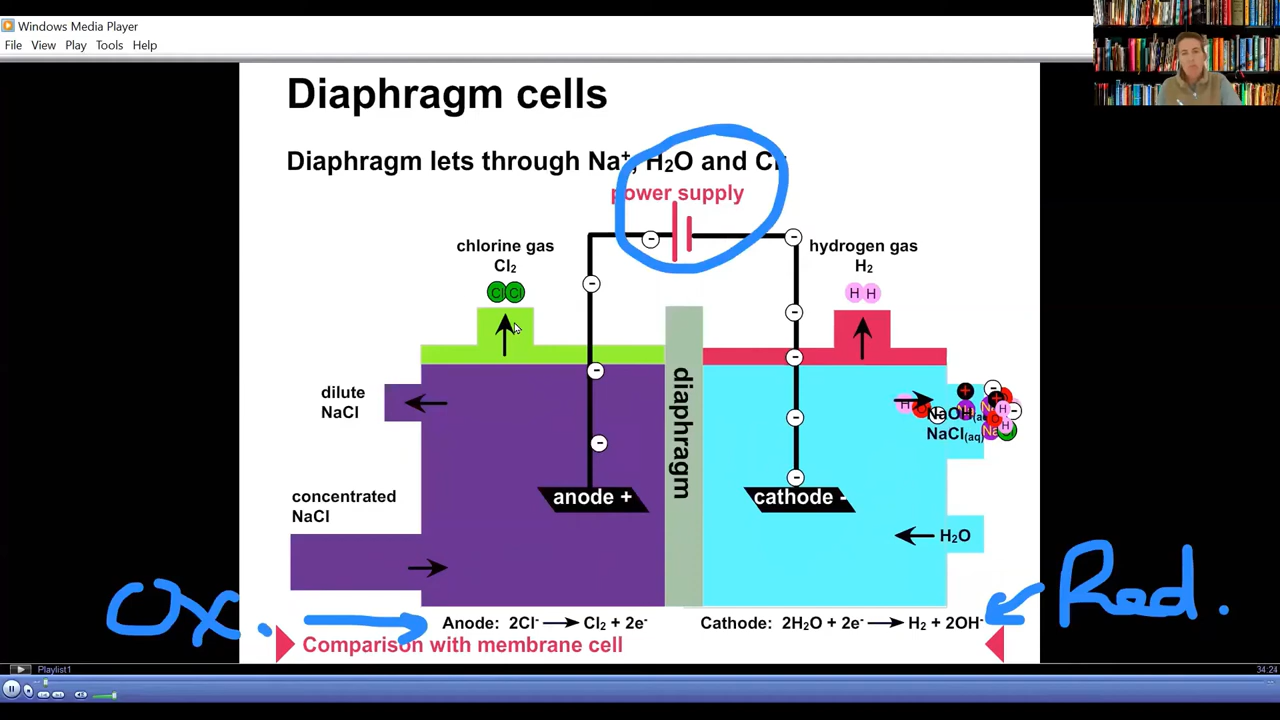 Windows Media Player
File View Play Tools Help
Diaphragm cells
Diaphragm lets through Na⁺, H₂O and Cl⁻
power supply
chlorine gas
Cl₂
hydrogen gas
H₂
Cl Cl
H H
dilute
NaCl
diaphragm
NaOH(aq)
NaCl(aq)
concentrated
NaCl
anode +
cathode -
H₂O
Ox.
Red.
Anode: 2Cl⁻ → Cl₂ + 2e⁻
Cathode: 2H₂O + 2e⁻ → H₂ + 2OH⁻
Comparison with membrane cell
Playlist1
34:24